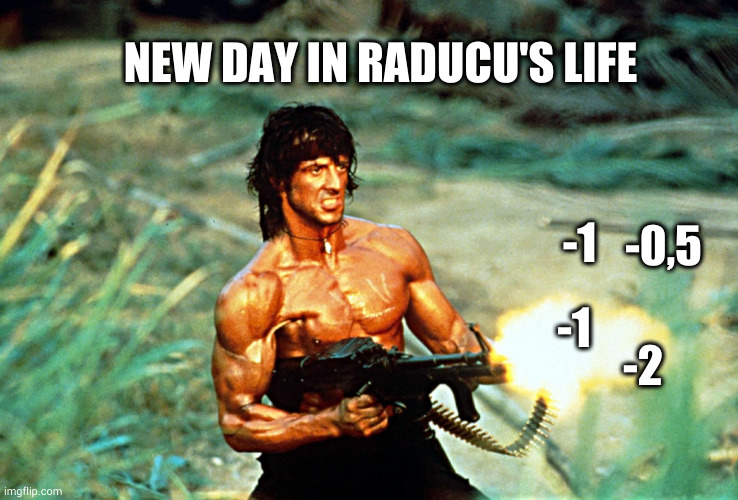 NEW DAY IN RADUCU'S LIFE
-1 -0,5
-1
-2
imgflip.com